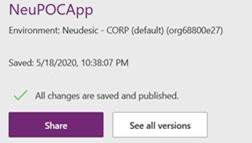 NeuPOCApp
Environment: Neudesic - CORP (default) (org68800e27)
Saved: 5/18/2020, 10:38:07 PM
All changes are saved and published.
Share See all versions